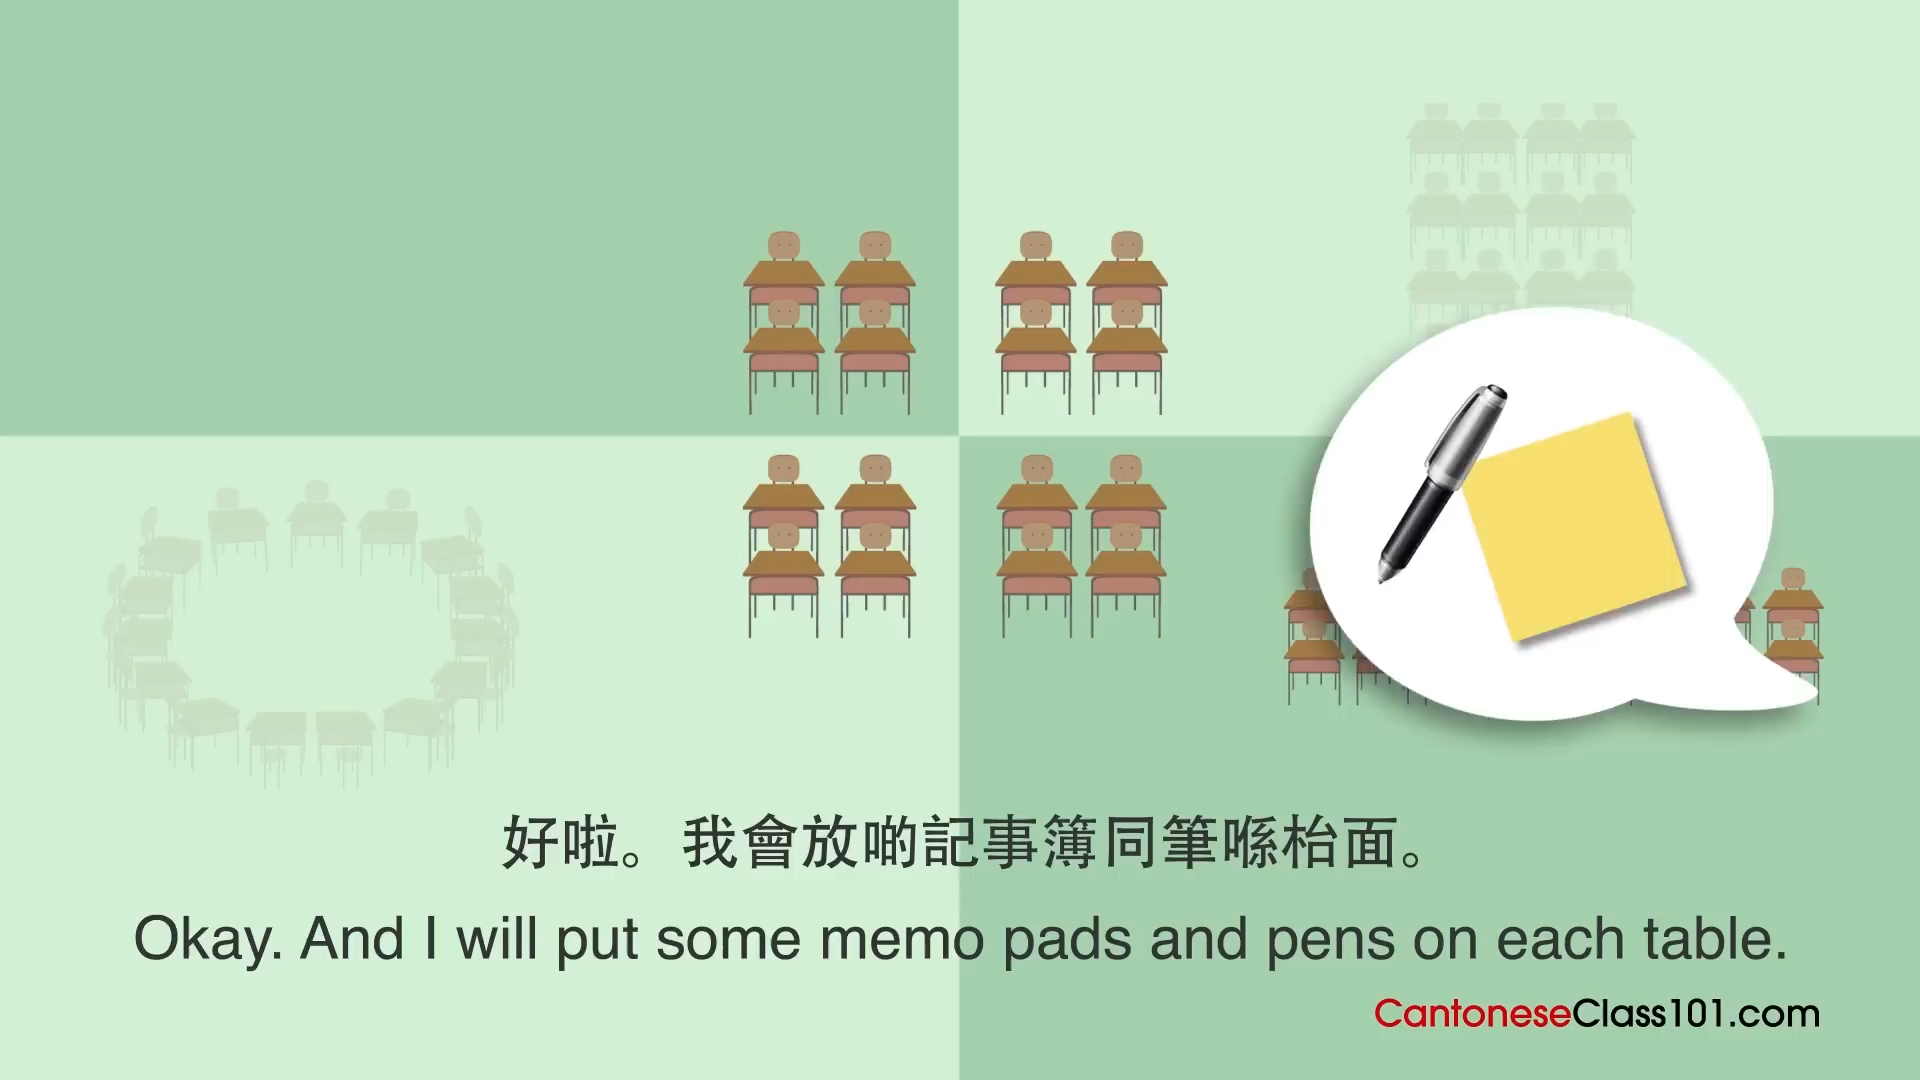 好啦。我會放啲記事簿同筆喺枱面。
Okay. And I will put some memo pads and pens on each table.
CantoneseClass101.com